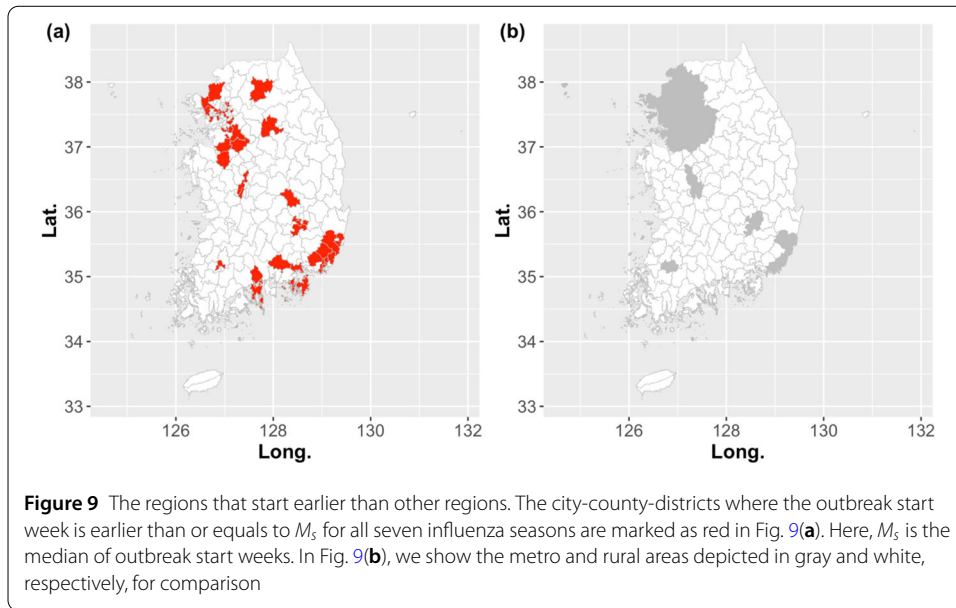 (a)
(b)
38
37
36
35
34
33
Lat.
126
128
130
132
Long.
38
37
36
35
34
33
Lat.
126
128
130
132
Long.
Figure 9 The regions that start earlier than other regions. The city-county-districts where the outbreak start
week is earlier than or equals to Ms for all seven influenza seasons are marked as red in Fig. 9(a). Here, Ms is the
median of outbreak start weeks. In Fig. 9(b), we show the metro and rural areas depicted in gray and white,
respectively, for comparison